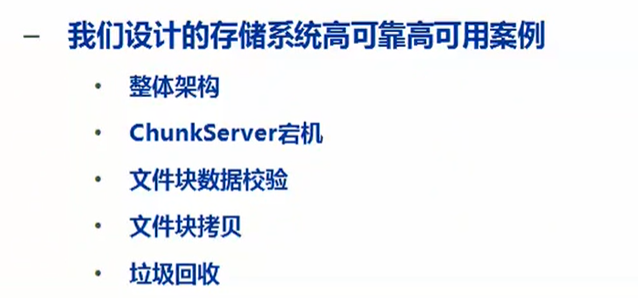 – 我们设计的存储系统高可靠高可用案例
• 整体架构
• ChunkServer宕机
• 文件块数据校验
• 文件块拷贝
• 垃圾回收